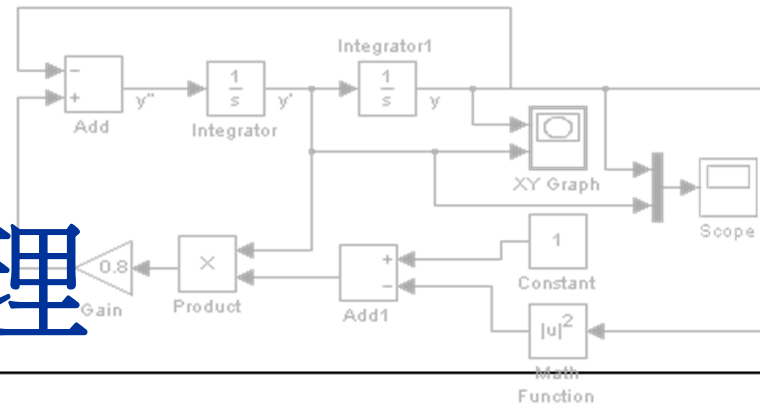 Integrator1
−
+
Add
y"
1
s
Integrator
y'
1
s
y
XY Graph
Scope
理
0.8
Gain
×
Product
+
−
Add1
1
Constant
|u|²
Math
Function